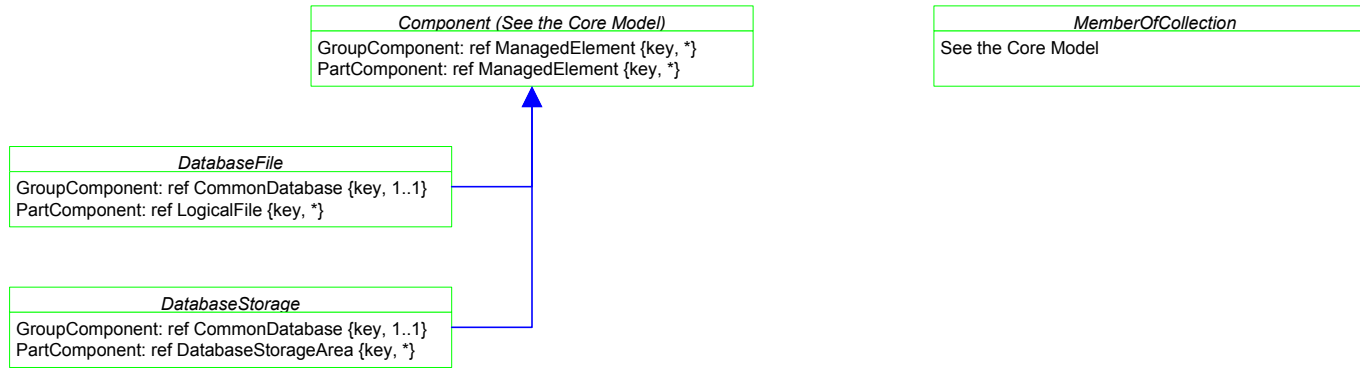 Component (See the Core Model)
GroupComponent: ref ManagedElement {key, *}
PartComponent: ref ManagedElement {key, *}
MemberOfCollection
See the Core Model
DatabaseFile
GroupComponent: ref CommonDatabase {key, 1..1}
PartComponent: ref LogicalFile {key, *}
DatabaseStorage
GroupComponent: ref CommonDatabase {key, 1..1}
PartComponent: ref DatabaseStorageArea {key, *}